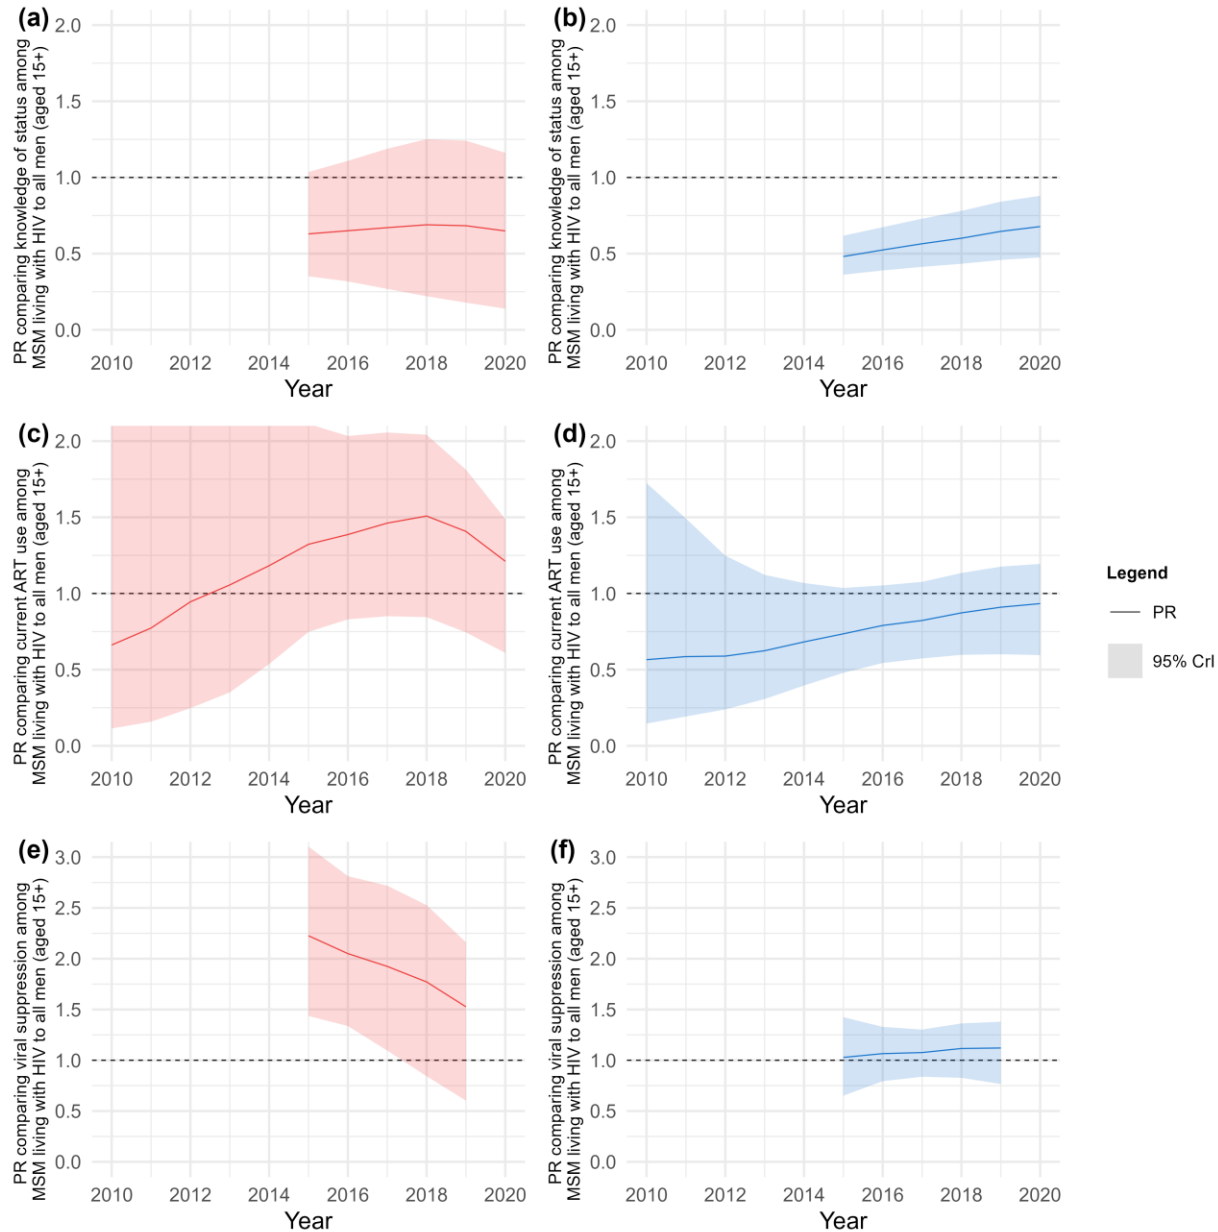 (a)
PR comparing knowledge of status among
MSM living with HIV to all men (aged 15+)
2.0
1.5
1.0
0.5
0.0
2010 2012 2014 2016 2018 2020
Year
(b)
PR comparing knowledge of status among
MSM living with HIV to all men (aged 15+)
2.0
1.5
1.0
0.5
0.0
2010 2012 2014 2016 2018 2020
Year
(c)
PR comparing current ART use among
MSM living with HIV to all men (aged 15+)
2.0
1.5
1.0
0.5
0.0
2010 2012 2014 2016 2018 2020
Year
(d)
PR comparing current ART use among
MSM living with HIV to all men (aged 15+)
2.0
1.5
1.0
0.5
0.0
2010 2012 2014 2016 2018 2020
Year
Legend
PR
95% CrI
(e)
PR comparing viral suppression among
MSM living with HIV to all men (aged 15+)
3.0
2.5
2.0
1.5
1.0
0.5
0.0
2010 2012 2014 2016 2018 2020
Year
(f)
PR comparing viral suppression among
MSM living with HIV to all men (aged 15+)
3.0
2.5
2.0
1.5
1.0
0.5
0.0
2010 2012 2014 2016 2018 2020
Year